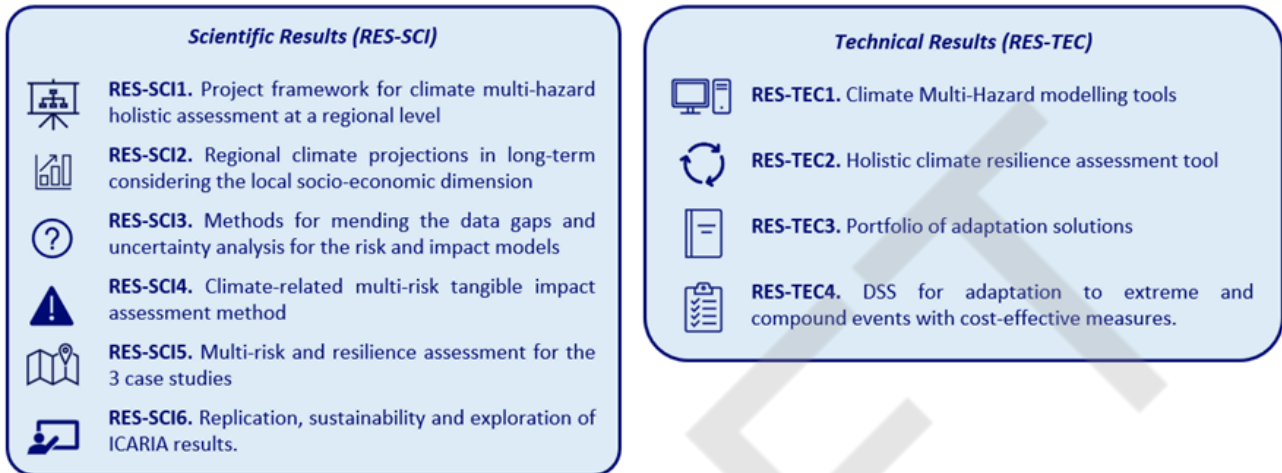 Scientific Results (RES-SCI)
RES-SCI1. Project framework for climate multi-hazard
holistic assessment at a regional level
RES-SCI2. Regional climate projections in long-term
considering the local socio-economic dimension
RES-SCI3. Methods for mending the data gaps and
uncertainty analysis for the risk and impact models
RES-SCI4. Climate-related multi-risk tangible impact
assessment method
RES-SCI5. Multi-risk and resilience assessment for the
3 case studies
RES-SCI6. Replication, sustainability and exploration of
ICARIA results.
Technical Results (RES-TEC)
RES-TEC1. Climate Multi-Hazard modelling tools
RES-TEC2. Holistic climate resilience assessment tool
RES-TEC3. Portfolio of adaptation solutions
RES-TEC4. DSS for adaptation to extreme and
compound events with cost-effective measures.